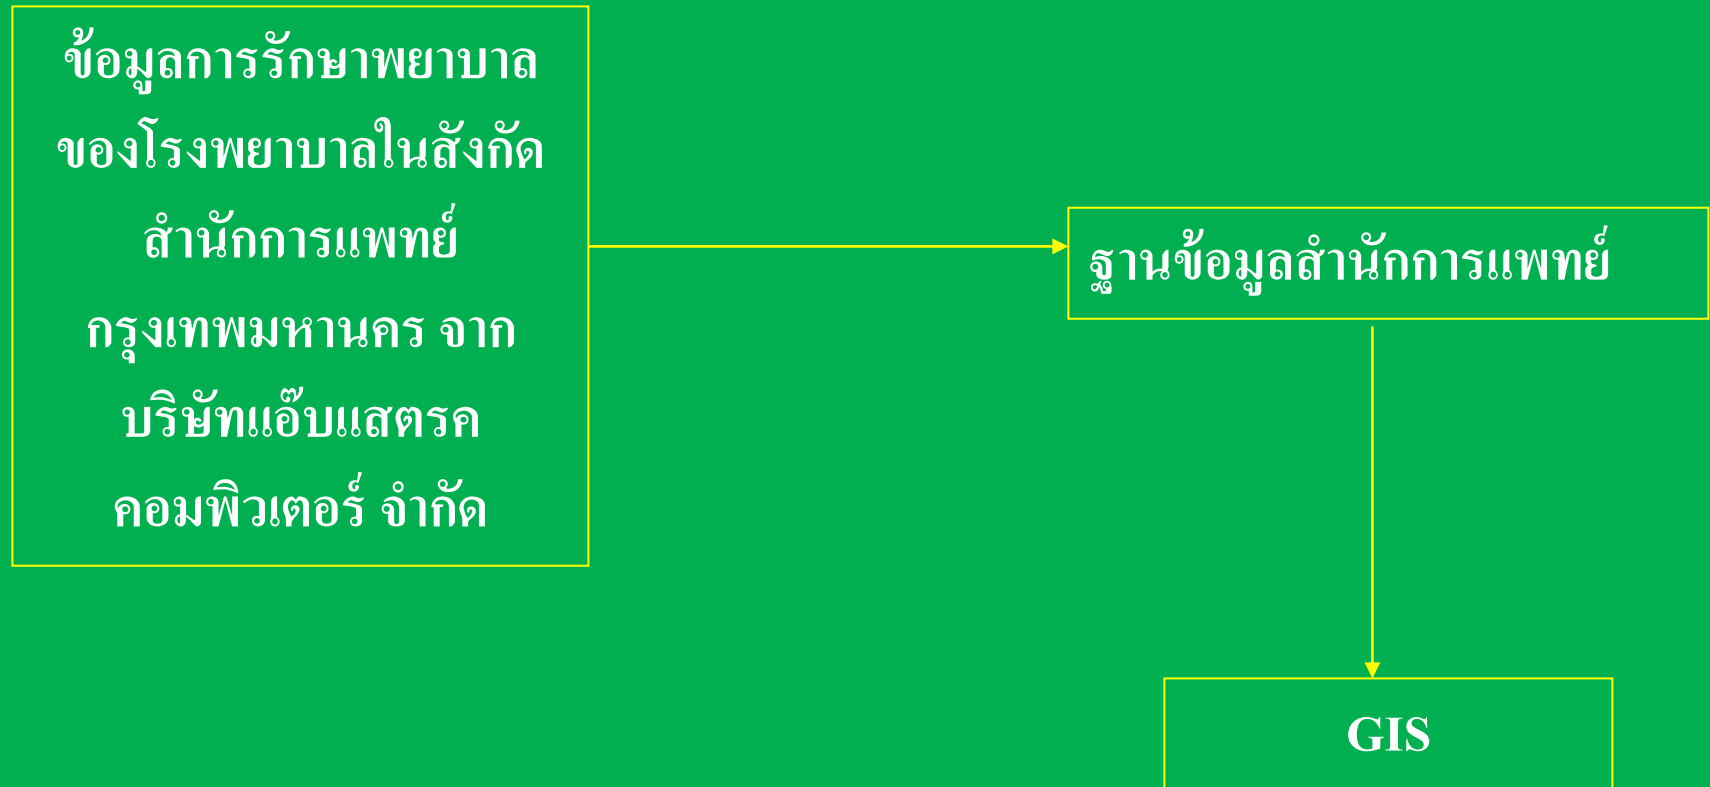 ข้อมูลการรักษาพยาบาล
ของโรงพยาบาลในสังกัด
สำนักการแพทย์
กรุงเทพมหานคร จาก
บริษัทแอ๊บแสตรค
คอมพิวเตอร์ จำกัด
ฐานข้อมูลสำนักการแพทย์
GIS